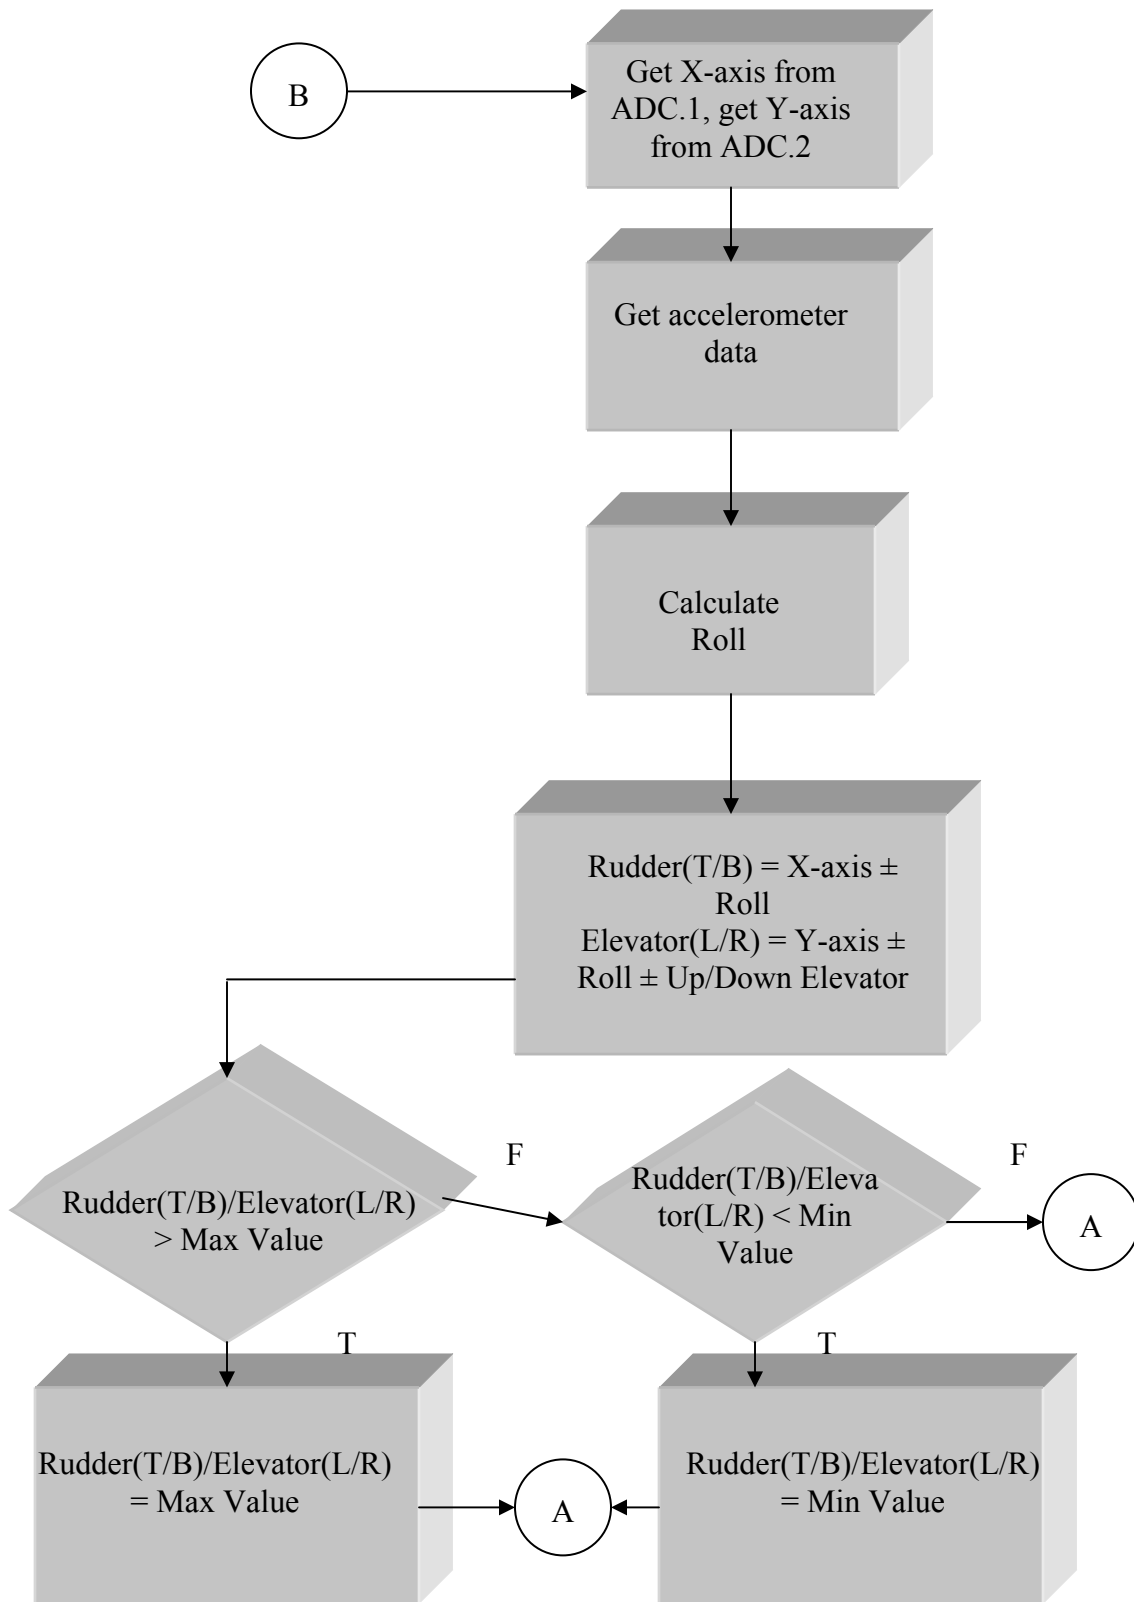 B
Get X-axis from
ADC.1, get Y-axis
from ADC.2
Get accelerometer
data
Calculate
Roll
Rudder(T/B) = X-axis ±
Roll
Elevator(L/R) = Y-axis ±
Roll ± Up/Down Elevator
Rudder(T/B)/Elevator(L/R)
> Max Value
F
Rudder(T/B)/Eleva
tor(L/R) < Min
Value
F
A
T
T
Rudder(T/B)/Elevator(L/R)
= Max Value
A
Rudder(T/B)/Elevator(L/R)
= Min Value